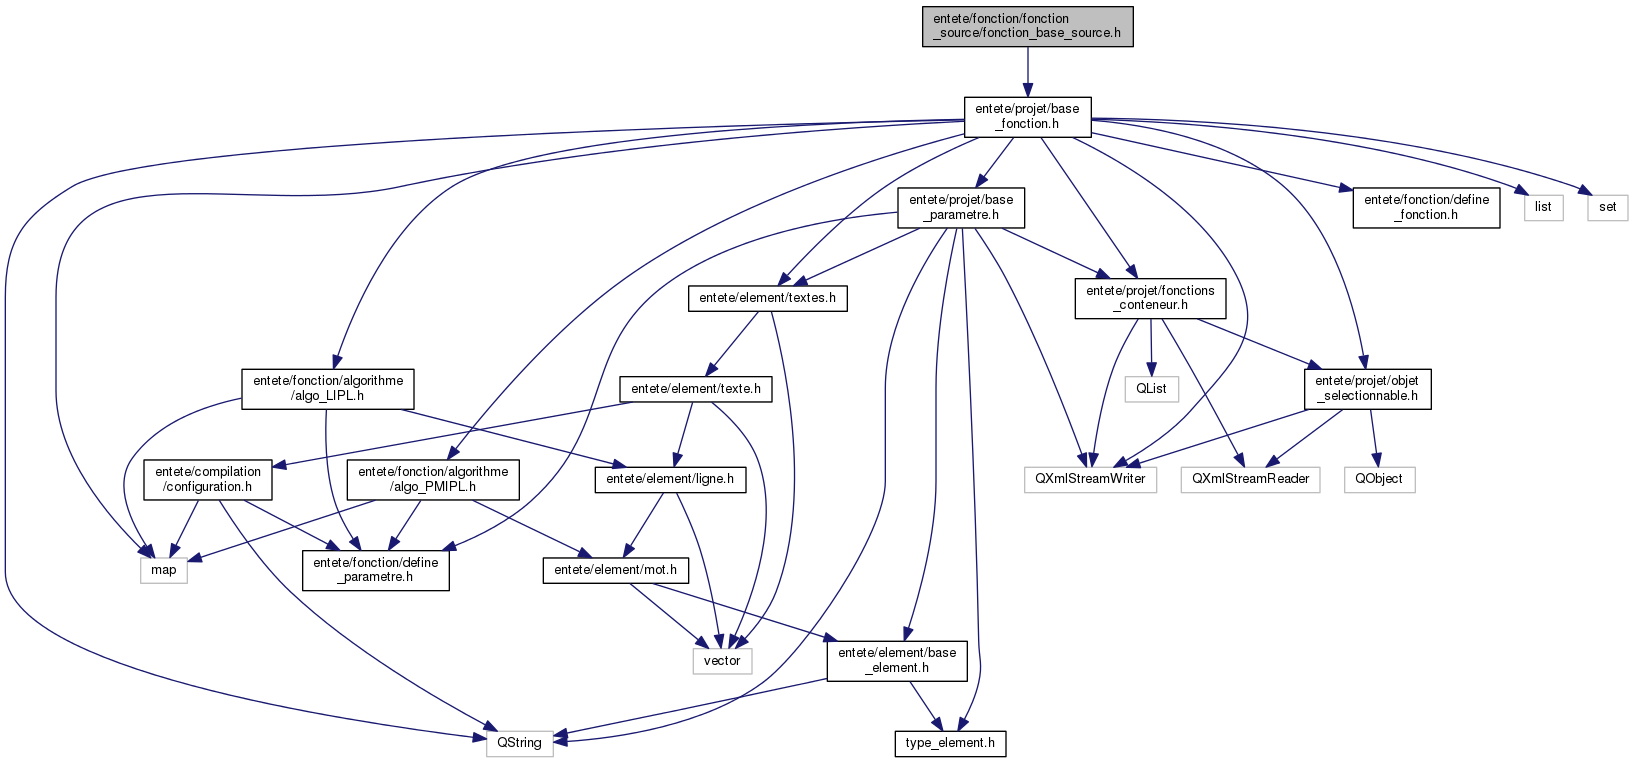 entete/fonction/fonction
_source/fonction_base_source.h
entete/projet/base
_fonction.h
entete/projet/base
_parametre.h
entete/fonction/define
_fonction.h
list
set
entete/element/textes.h
entete/projet/fonctions
_conteneur.h
entete/fonction/algorithme
/algo_LIPL.h
entete/element/texte.h
QList
entete/projet/objet
_selectionnable.h
entete/compilation
/configuration.h
entete/fonction/algorithme
/algo_PMIPL.h
entete/element/ligne.h
QXmlStreamWriter
QXmlStreamReader
QObject
map
entete/fonction/define
_parametre.h
entete/element/mot.h
vector
entete/element/base
_element.h
QString
type_element.h